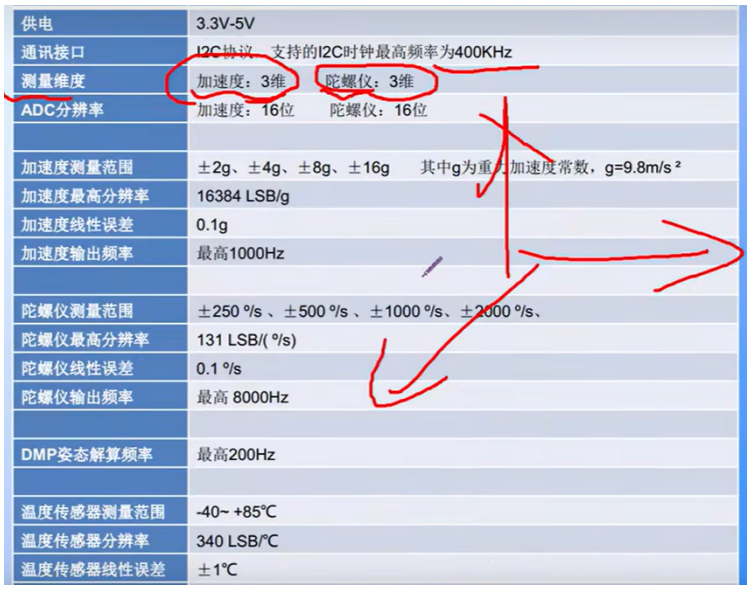 供电 3.3V-5V
通讯接口 I2C协议，支持的I2C时钟最高频率为400KHz
测量维度 加速度：3维 陀螺仪：3维
ADC分辨率 加速度：16位 陀螺仪：16位
加速度测量范围 ±2g、±4g、±8g、±16g 其中g为重力加速度常数，g=9.8m/s ²
加速度最高分辨率 16384 LSB/g
加速度线性误差 0.1g
加速度输出频率 最高1000Hz
陀螺仪测量范围 ±250 º/s 、±500 º/s 、±1000 º/s、±2000 º/s、
陀螺仪最高分辨率 131 LSB/( º/s)
陀螺仪线性误差 0.1 º/s
陀螺仪输出频率 最高 8000Hz
DMP姿态解算频率 最高200Hz
温度传感器测量范围 -40~ +85℃
温度传感器分辨率 340 LSB/℃
温度传感器线性误差 ±1℃